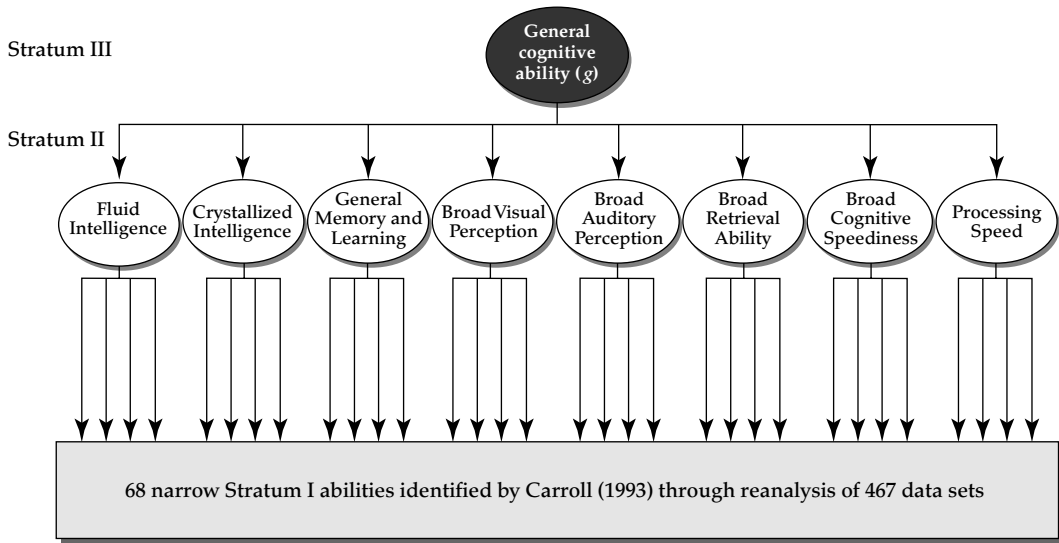 Stratum III
General
cognitive
ability (g)
Stratum II
Fluid
Intelligence
Crystallized
Intelligence
General
Memory and
Learning
Broad Visual
Perception
Broad
Auditory
Perception
Broad
Retrieval
Ability
Broad
Cognitive
Speediness
Processing
Speed
68 narrow Stratum I abilities identified by Carroll (1993) through reanalysis of 467 data sets